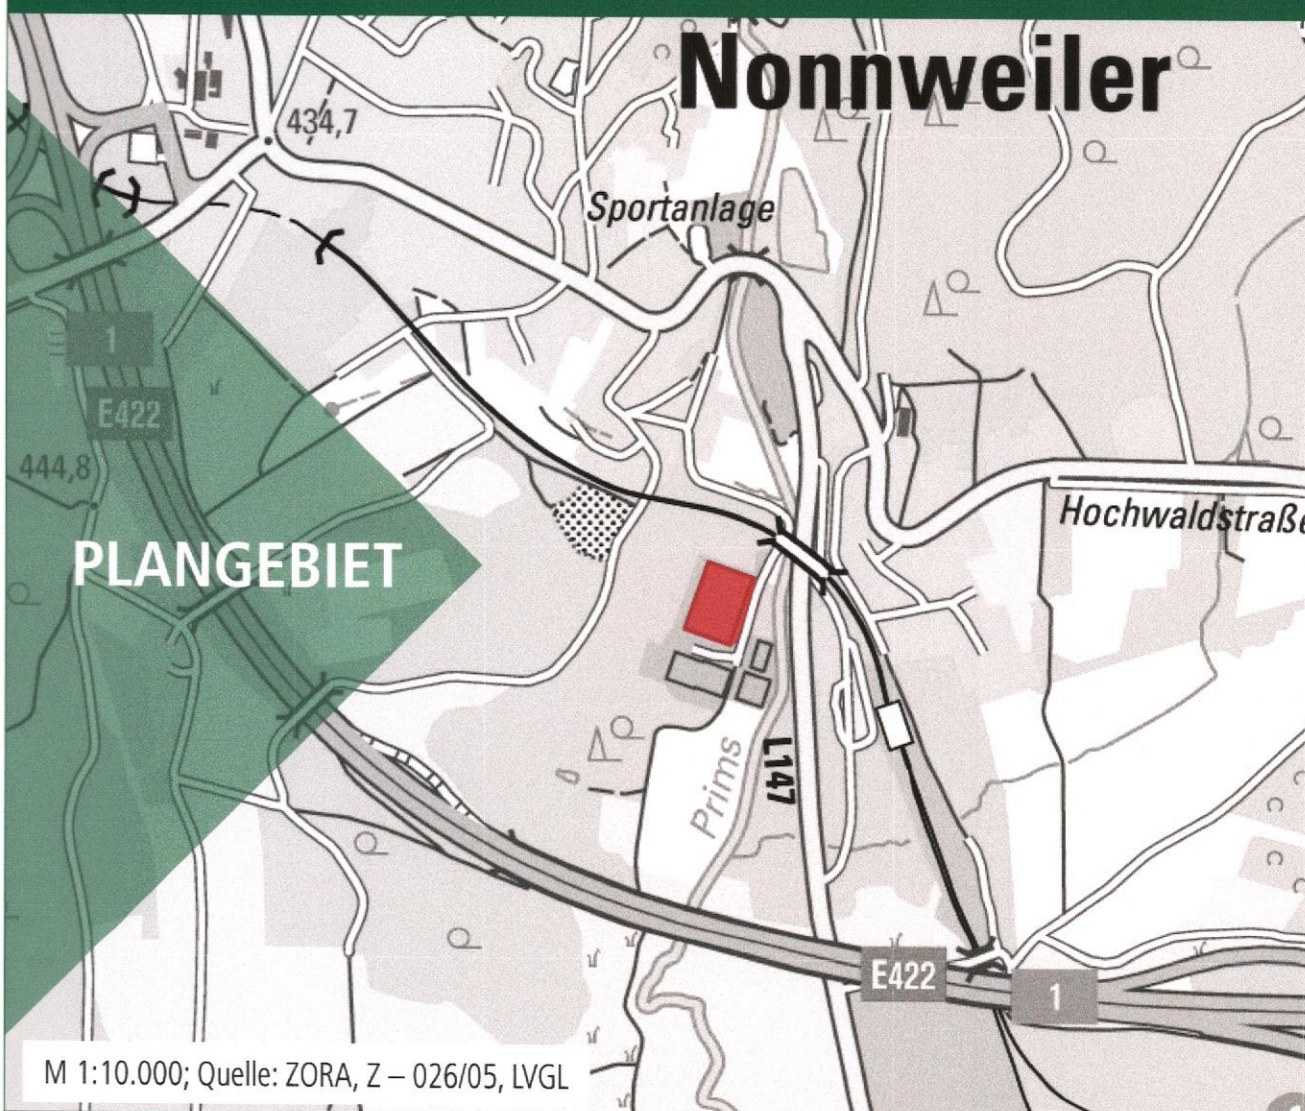 Nonnweiler
434,7
Sportanlage
1
E422
444,8
Hochwaldstraße
PLANGEBIET
Prims
L147
E422
1
M 1:10.000; Quelle: ZORA, Z – 026/05, LVGL